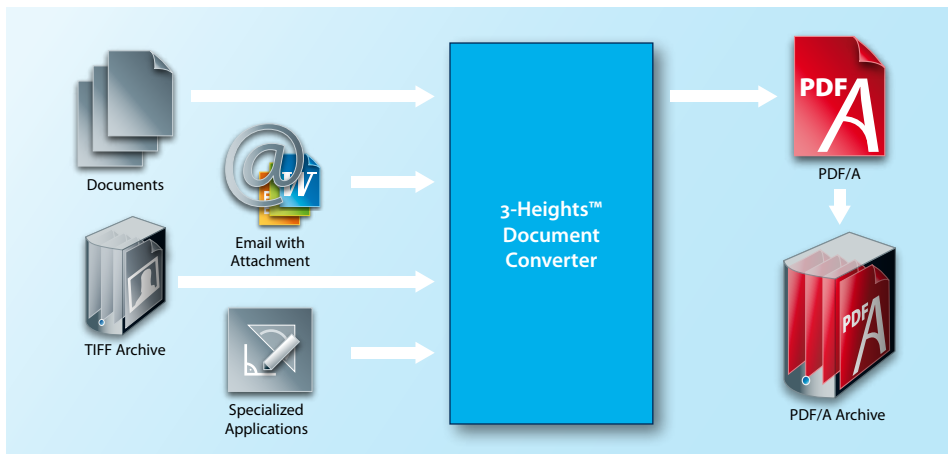 Documents
Email with
Attachment
TIFF Archive
Specialized
Applications
@
W
3-Heights™
Document
Converter
PDF
A
PDF/A
PDF
A
PDF/A Archive